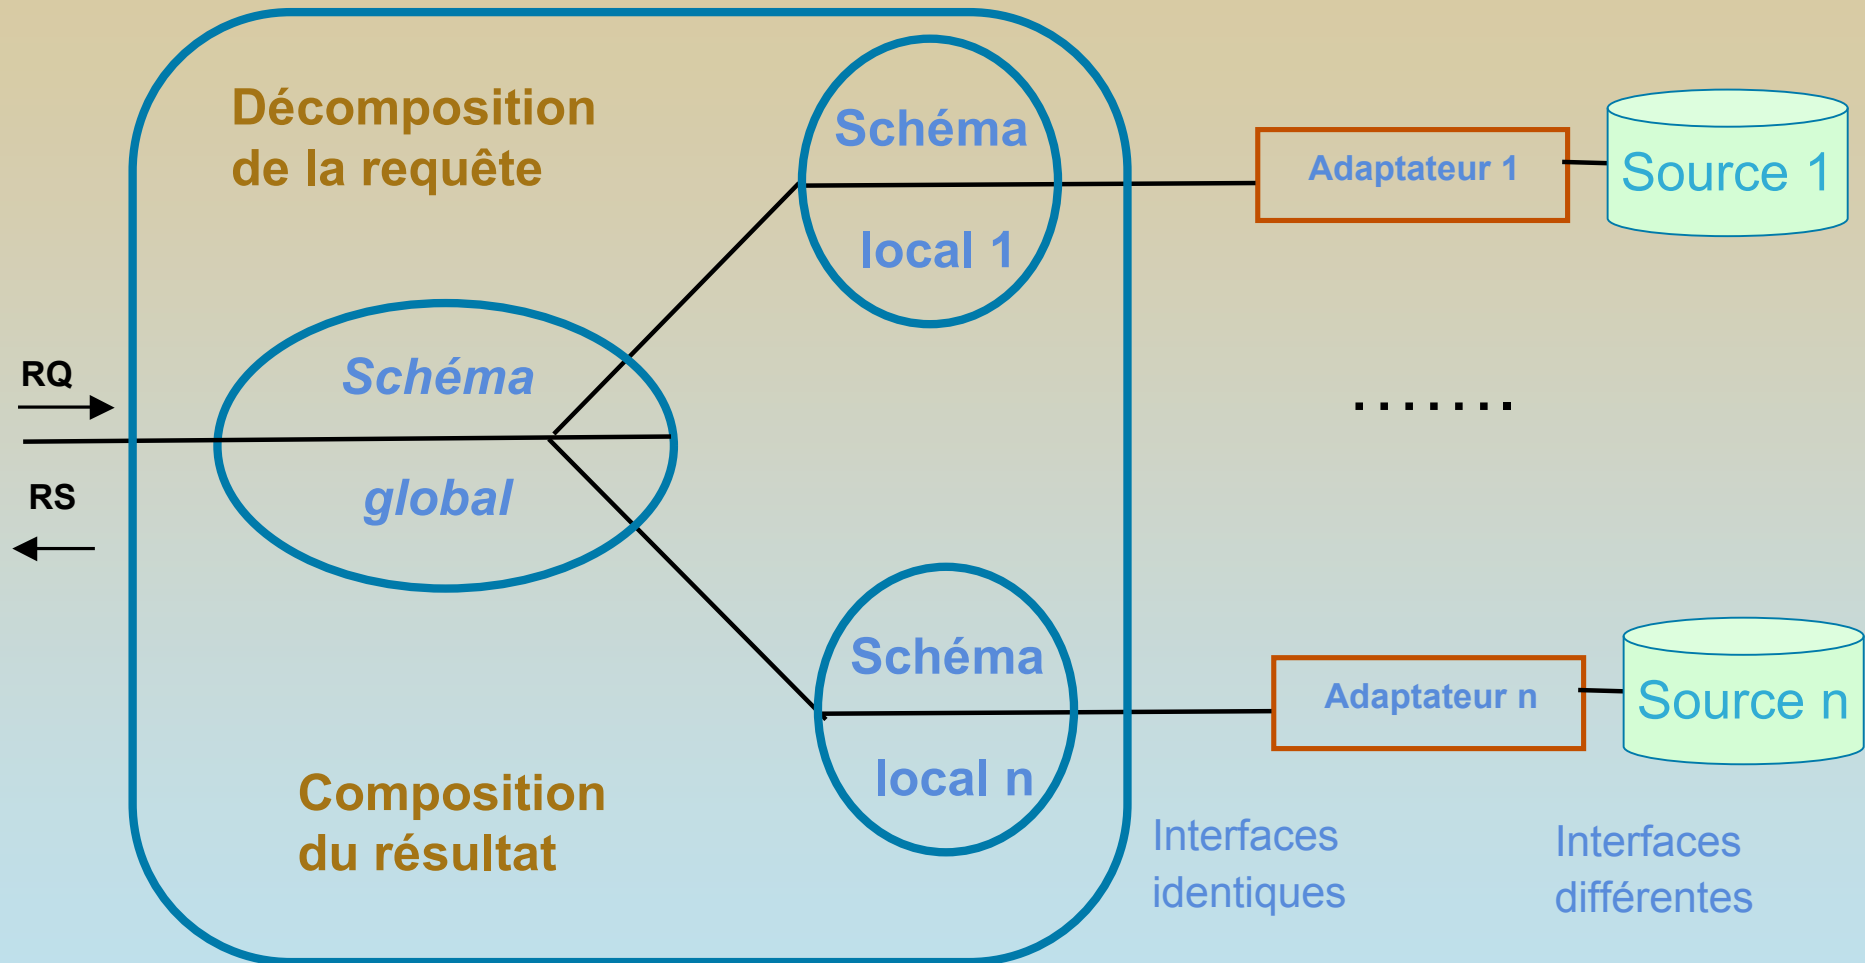 Décomposition
de la requête
Schéma
local 1
Adaptateur 1
Source 1
RQ
Schéma
global
RS
.......
Schéma
local n
Adaptateur n
Source n
Composition
du résultat
Interfaces
identiques
Interfaces
différentes